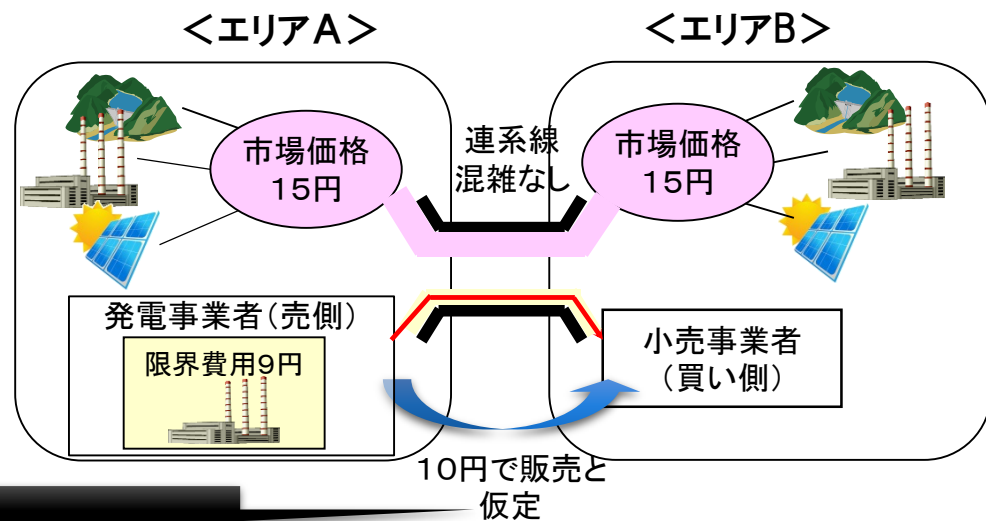 <エリアA>
<エリアB>
市場価格
15円
連系線
混雑なし
市場価格
15円
発電事業者(売側)
限界費用9円
小売事業者
(買い側)
10円で販売と
仮定